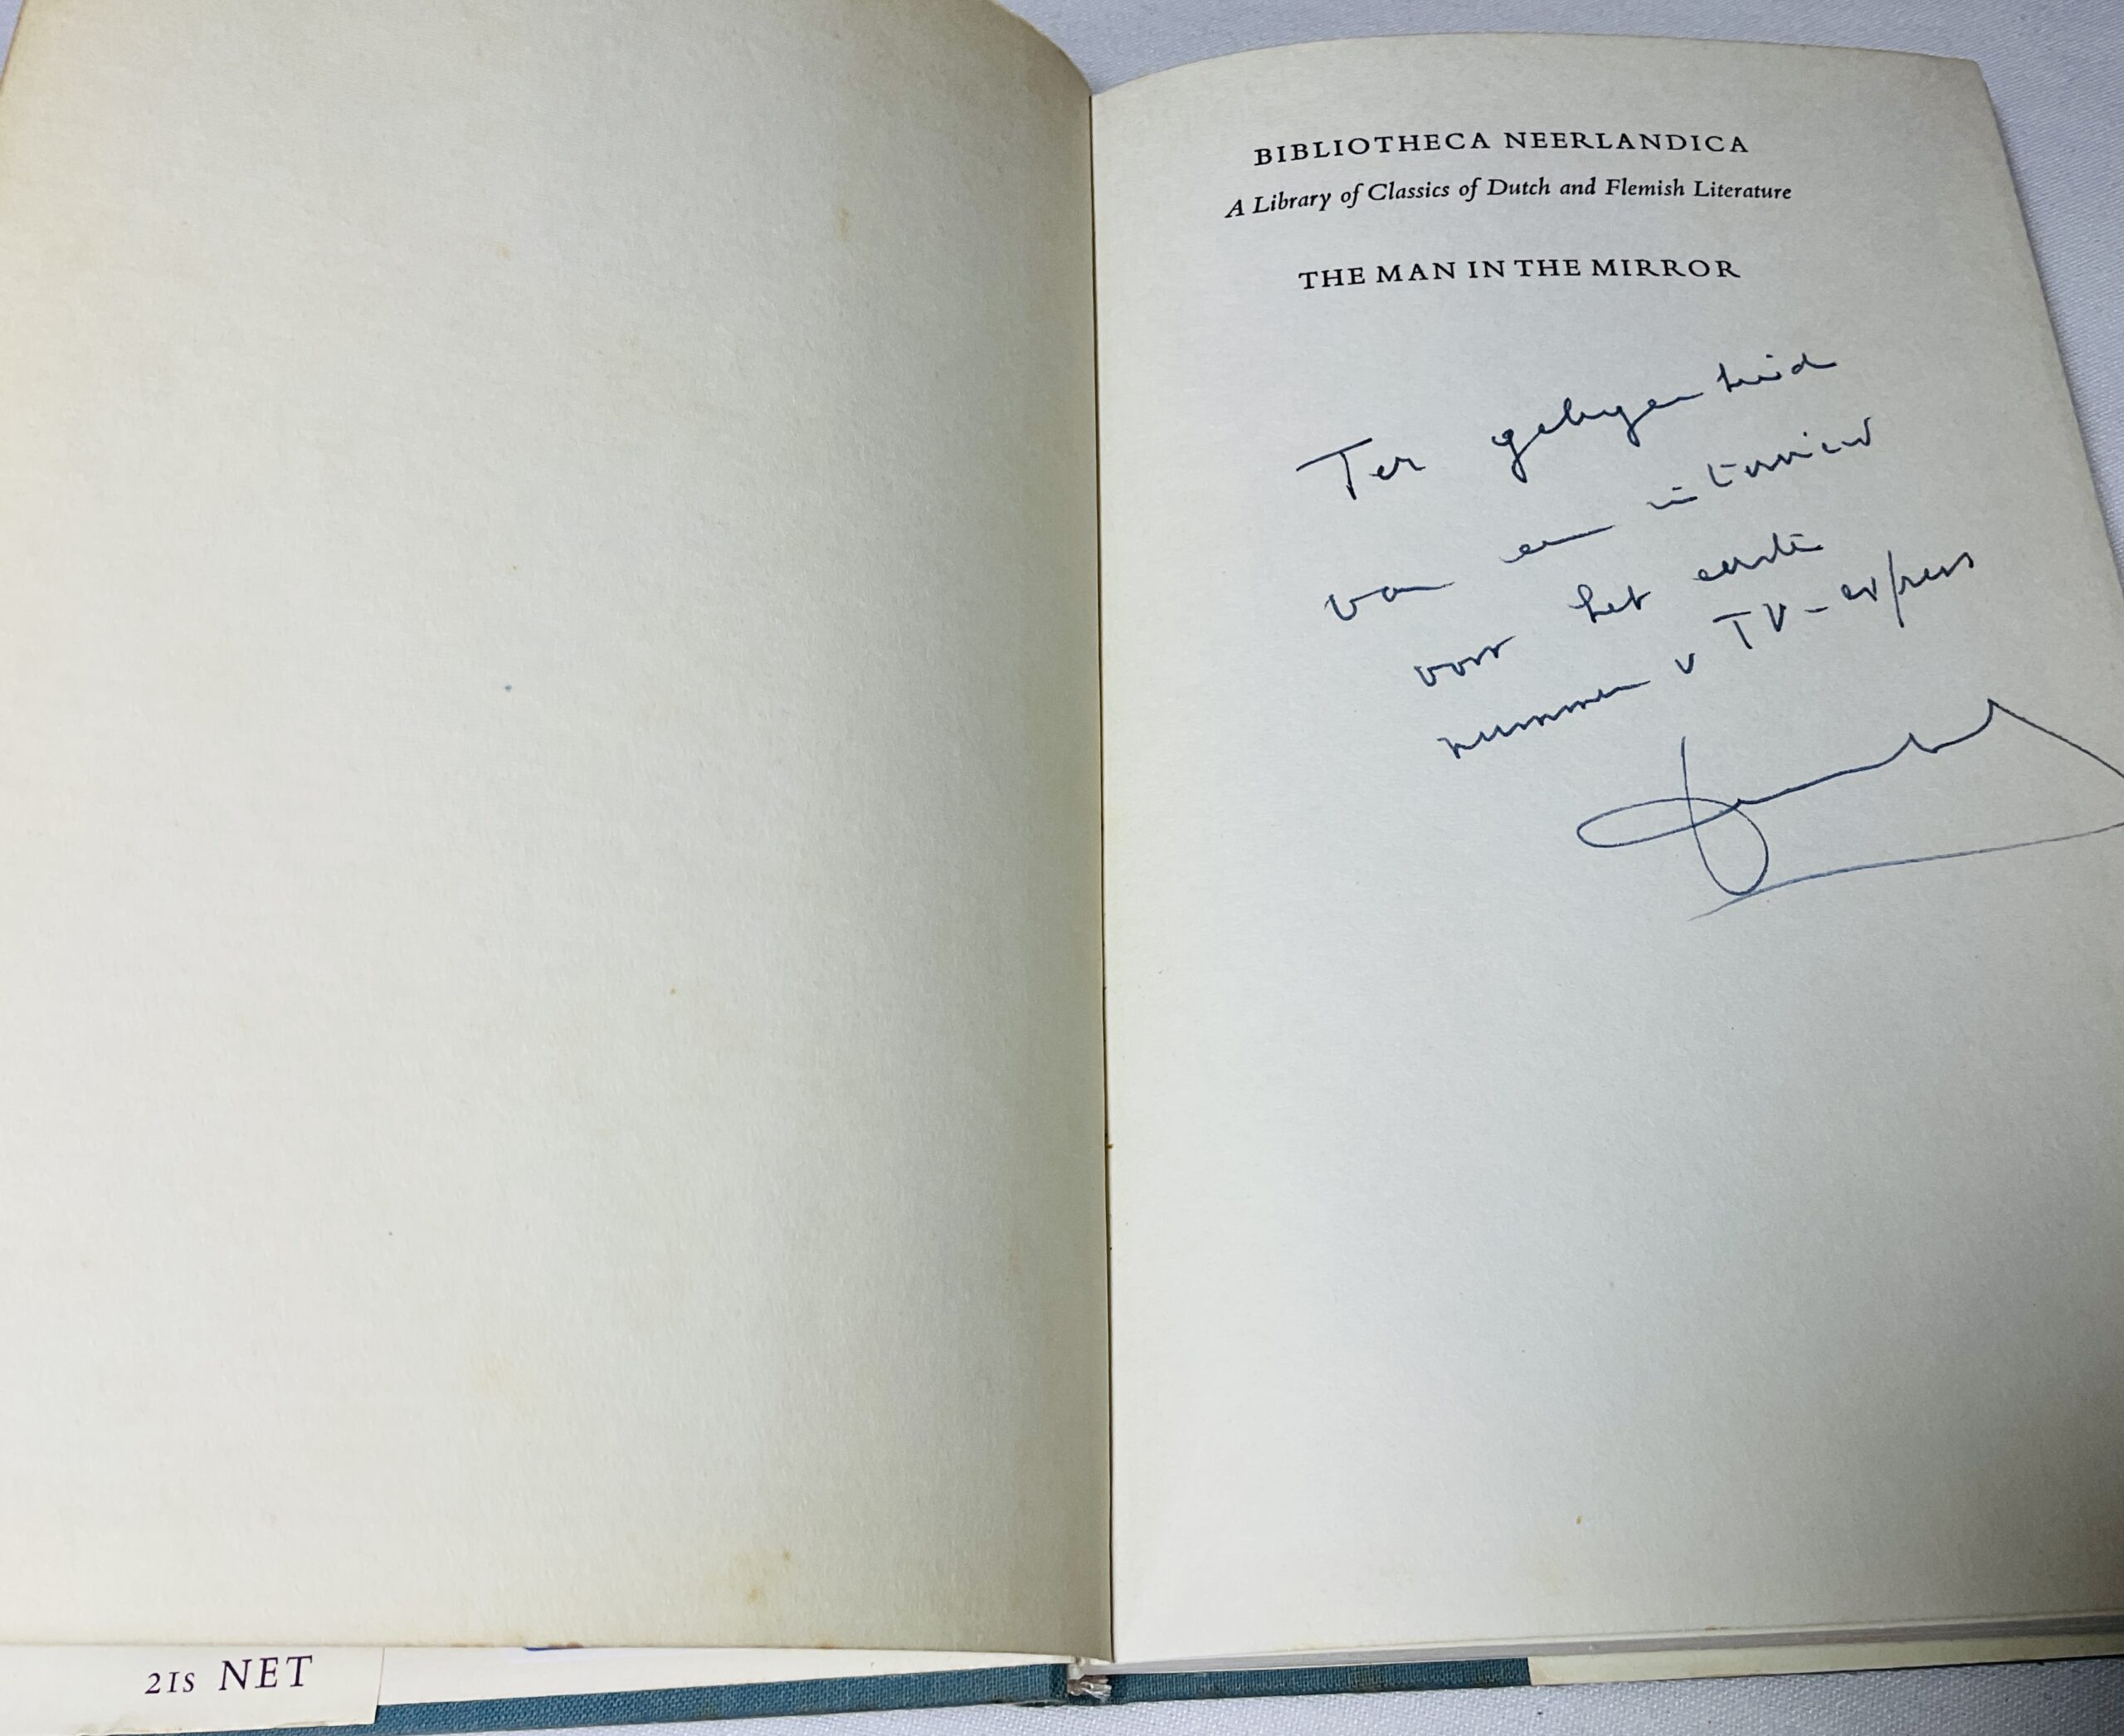 BIBLIOTHECA NEERLANDICA
A Library of Classics of Dutch and Flemish Literature
THE MAN IN THE MIRROR
Ter gelegenheid
van een interview
voor het eerste
nummer v TV-express
21s NET